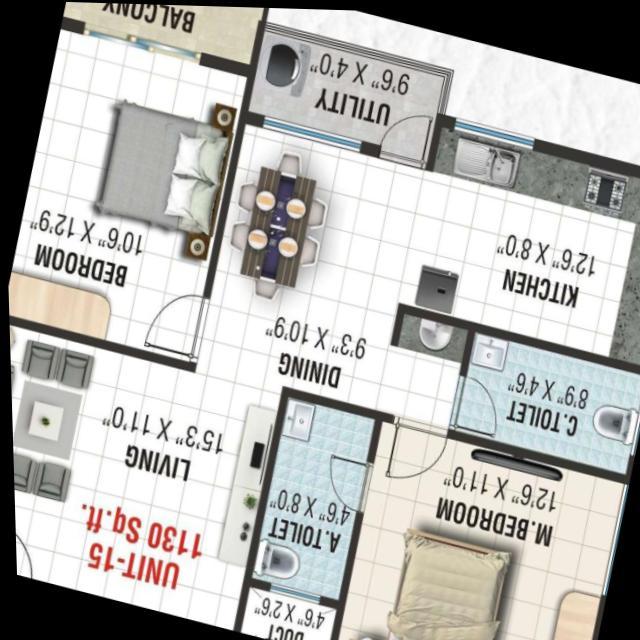 DUCT
4'6"X2'6"
UNIT-15
1130 Sq.ft.
M.BEDROOM
12'6" X 11'0"
A.TOILET
4'6"X 8'0"
LIVING
15'3" X 11'0"
C.TOILET
8'9"X 4'6"
DINING
9'3" X 10'9"
KITCHEN
12'6" X 8'0"
BEDROOM
10'6" X 12'9"
UTILITY
9'6"X 4'0"
BALCONY